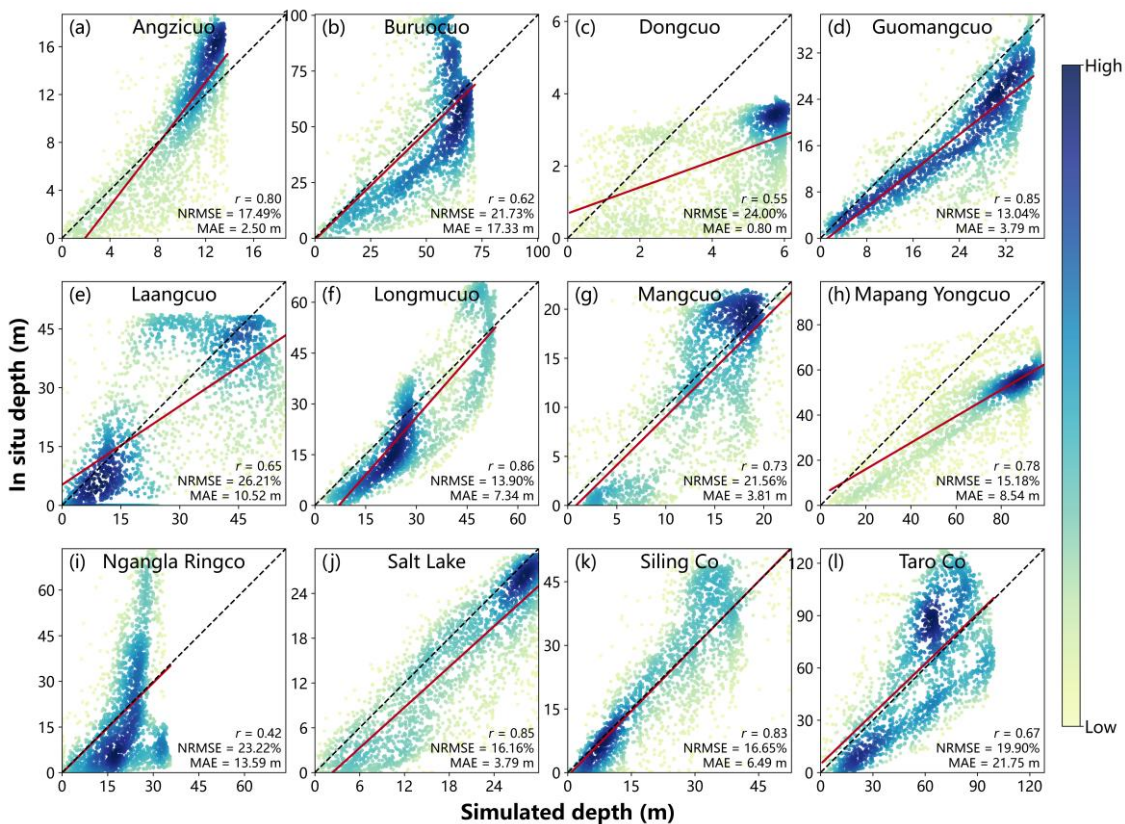 (a) Angzicuo
16
12
8
4
0
0 4 8 12 16
r = 0.80
NRMSE = 17.49%
MAE = 2.50 m
(b) Buruocuo
100
75
50
25
0
0 25 50 75 100
r = 0.62
NRMSE = 21.73%
MAE = 17.33 m
(c) Dongcuo
6
4
2
0
0 2 4 6
r = 0.55
NRMSE = 24.00%
MAE = 0.80 m
(d) Guomangcuo
36
24
16
8
0
0 8 16 24 32
r = 0.85
NRMSE = 13.04%
MAE = 3.79 m
High
Low
(e) Laangcuo
45
30
15
0
0 15 30 45
r = 0.65
NRMSE = 26.21%
MAE = 10.52 m
(f) Longmucuo
60
45
30
15
0
0 15 30 45 60
r = 0.86
NRMSE = 13.90%
MAE = 7.34 m
(g) Mangcuo
20
15
10
5
0
0 5 10 15 20
r = 0.73
NRMSE = 21.56%
MAE = 3.81 m
(h) Mapang Yongcuo
80
60
40
20
0
0 20 40 60 80
r = 0.78
NRMSE = 15.18%
MAE = 8.54 m
In situ depth (m)
(i) Ngangla Ringco
60
45
30
15
0
0 15 30 45 60
r = 0.42
NRMSE = 23.22%
MAE = 13.59 m
(j) Salt Lake
24
18
12
6
0
0 6 12 18 24
r = 0.85
NRMSE = 16.16%
MAE = 3.79 m
(k) Siling Co
45
30
15
0
0 15 30 45
r = 0.83
NRMSE = 16.65%
MAE = 6.49 m
(l) Taro Co
120
90
60
30
0
0 30 60 90 120
r = 0.67
NRMSE = 19.90%
MAE = 21.75 m
Simulated depth (m)